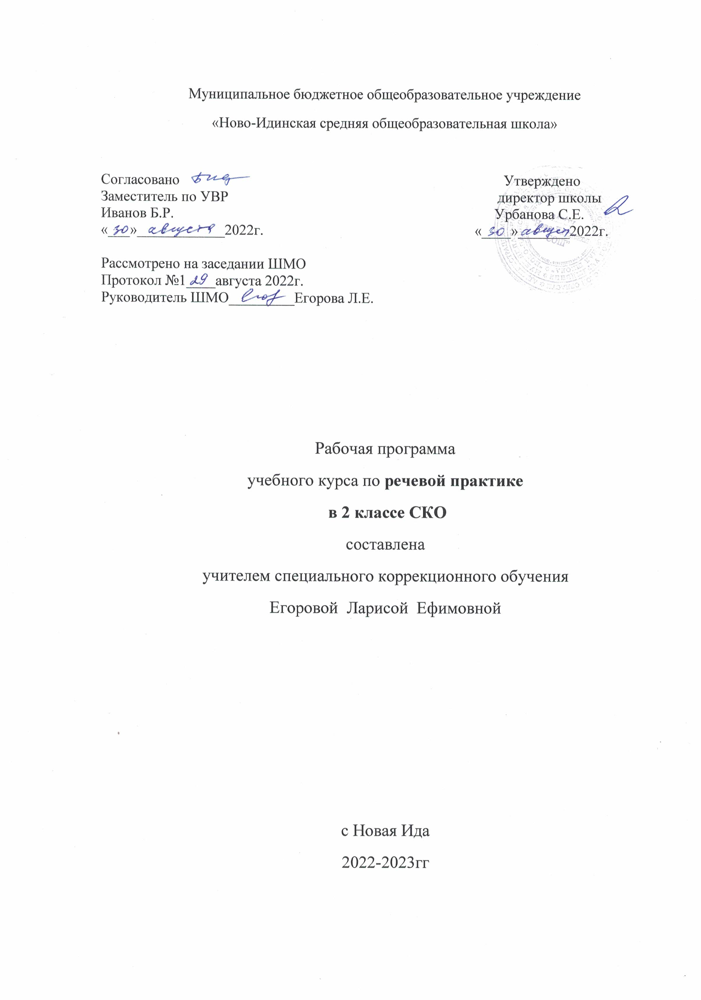 Муниципальное бюджетное общеобразовательное учреждение
«Ново-Идинская средняя общеобразовательная школа»
Согласовано
Заместитель по УВР
Иванов Б.Р.
«30» августа 2022г.
Утверждено
директор школы
Урбанова С.Е.
«30» август 2022г.
СОШ"
Рассмотрено на заседании ШМО
Протокол №1 29 августа 2022г.
Руководитель ШМО__________Егорова Л.Е.
Рабочая программа
учебного курса по речевой практике
в 2 классе СКО
составлена
учителем специального коррекционного обучения
Егоровой Ларисой Ефимовной
с Новая Ида
2022-2023гг